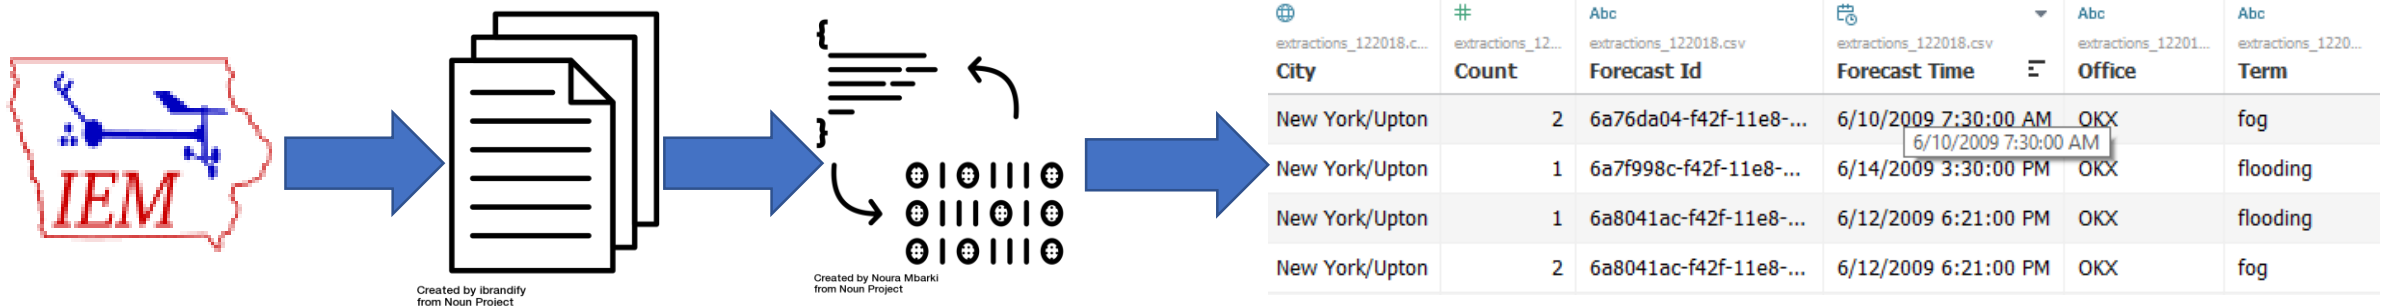 IEM
Created by ibrandify
from Noun Project
{
}
Created by Noura Mbarki
from Noun Project
# Abc Abc Abc
extractions_122018.c... extractions_12... extractions_122018.csv extractions_122018.csv extractions_12201... extractions_1220...
City Count Forecast Id Forecast Time Office Term
New York/Upton 2 6a76da04-f42f-11e8-... 6/10/2009 7:30:00 AM OKX fog
6/10/2009 7:30:00 AM
New York/Upton 1 6a7f998c-f42f-11e8-... 6/14/2009 3:30:00 PM OKX flooding
New York/Upton 1 6a8041ac-f42f-11e8-... 6/12/2009 6:21:00 PM OKX flooding
New York/Upton 2 6a8041ac-f42f-11e8-... 6/12/2009 6:21:00 PM OKX fog